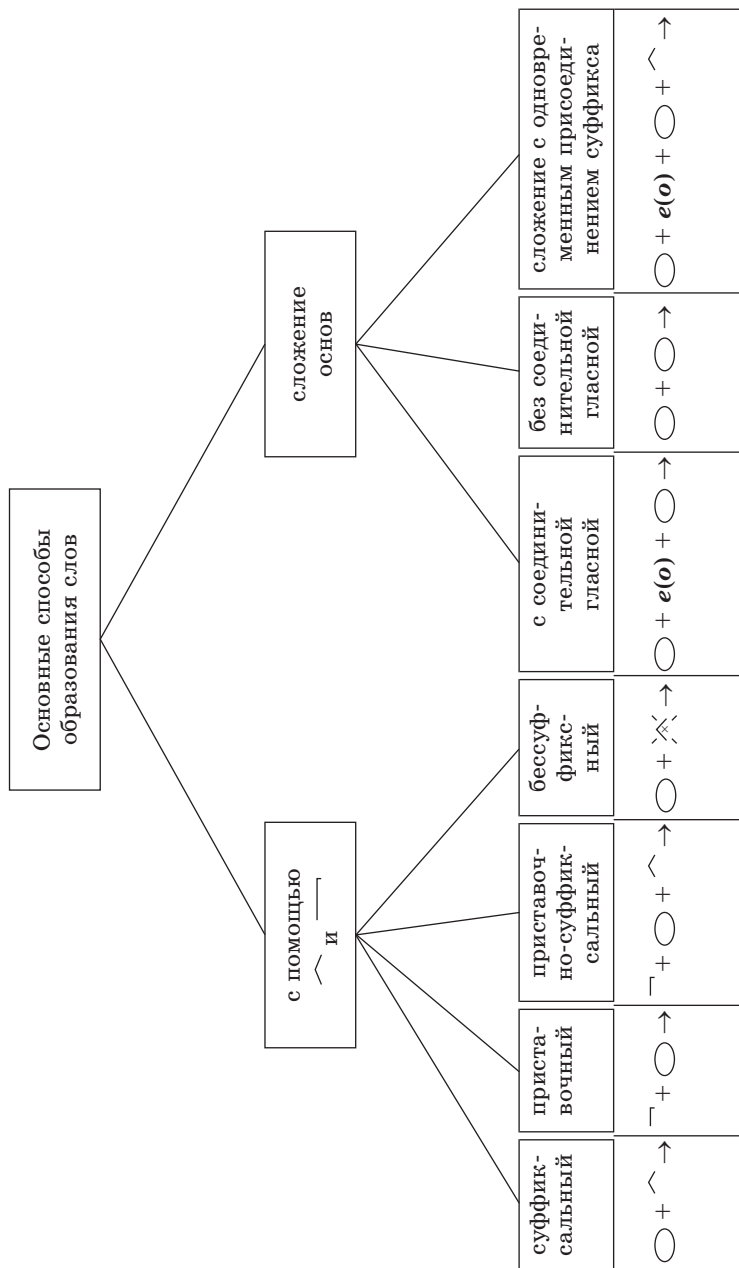 Основные способы
образования слов
с помощью
и
сложение
основ
суффик-
сальный
приста-
вочный
приставоч-
но-суффик-
сальный
бессуф-
фикс-
ный
с соедини-
тельной
гласной
без соеди-
нительной
гласной
сложение с одновре-
менным присоеди-
нением суффикса
+ →
+ →
+ + →
+ →
+ е(о) + →
+ →
+ е(о) + + →